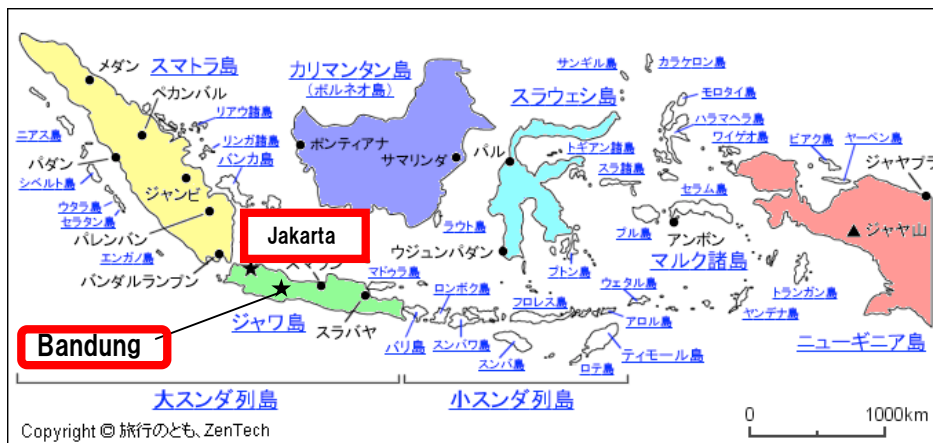 メダン
スマトラ島
ペカンバル
リアウ諸島
リンガ諸島
バンカ島
ニアス島
パダン
シベルト島
ジャンビ
ウタラ島
セラタン島
パレンバン
エンガノ島
バンダルランプン
カリマンタン島
(ボルネオ島)
ポンティアナ
サマリンダ
サンギル島
カラケロン島
スラウェシ島
モロタイ島
ハラマヘラ島
ワイゲオ島
ビアク島
ヤーペン島
ジャヤプラ
パル
トギアン諸島
スラ諸島
セラム島
ラウト島
ウジュンパダン
ブトン島
ブル島
アンボン
マルク諸島
ジャヤ山
Jakarta
マドゥラ島
スラバヤ
ジャワ島
Bandung
バリ島
ロンボク島
スンバワ島
フローレス島
スンバ島
ウェタル島
アロル島
ティモール島
ロテ島
ヤンデナ島
トランガン島
ニューギニア島
大スンダ列島
小スンダ列島
0 1000km
Copyright © 旅行のとも、ZenTech